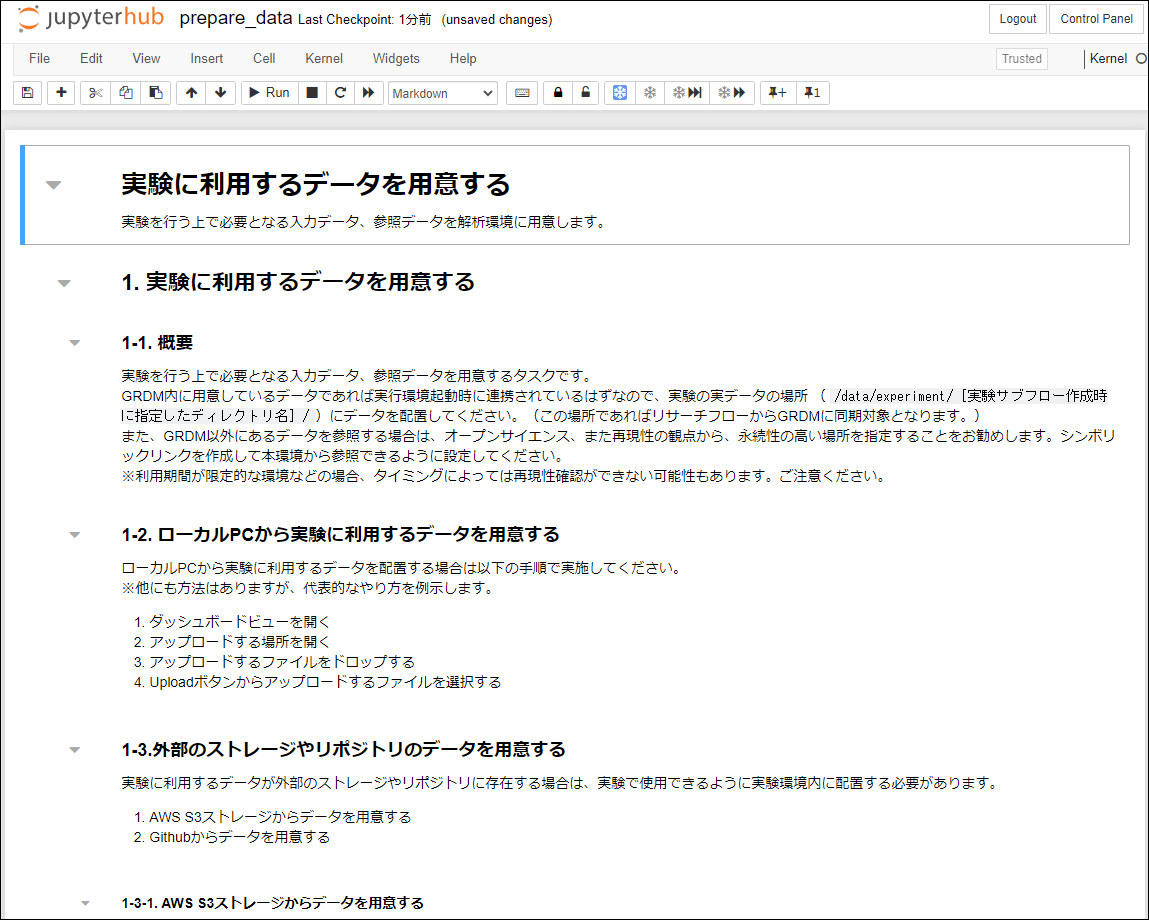 jupyterhub prepare_data Last Checkpoint: 1分前 (unsaved changes) Logout Control Panel
File Edit View Insert Cell Kernel Widgets Help Trusted Kernel
Run Markdown +
1
実験に利用するデータを用意する
実験を行う上で必要となる入力データ、参照データを解析環境に用意します。
1. 実験に利用するデータを用意する
1-1. 概要
実験を行う上で必要となる入力データ、参照データを用意するタスクです。
GRDM内に用意しているデータであれば実行環境起動時に連携されているはずなので、実験の実データの場所 （ /data/experiment/［実験サブフロー作成時
に指定したディレクトリ名］/ ）にデータを配置してください。（この場所であればリサーチフローからGRDMに同期対象となります。）
また、GRDM以外にあるデータを参照する場合は、オープンサイエンス、また再現性の観点から、永続性の高い場所を指定することをお勧めします。シンボリ
ックリンクを作成して本環境から参照できるように設定してください。
※利用期間が限定的な環境などの場合、タイミングによっては再現性確認ができない可能性もあります。ご注意ください。
1-2. ローカルPCから実験に利用するデータを用意する
ローカルPCから実験に利用するデータを配置する場合は以下の手順で実施してください。
※他にも方法はありますが、代表的なやり方を例示します。
1. ダッシュボードビューを開く
2. アップロードする場所を開く
3. アップロードするファイルをドロップする
4. Uploadボタンからアップロードするファイルを選択する
1-3.外部のストレージやリポジトリのデータを用意する
実験に利用するデータが外部のストレージやリポジトリに存在する場合は、実験で使用できるように実験環境内に配置する必要があります。
1. AWS S3ストレージからデータを用意する
2. Githubからデータを用意する
1-3-1. AWS S3ストレージからデータを用意する